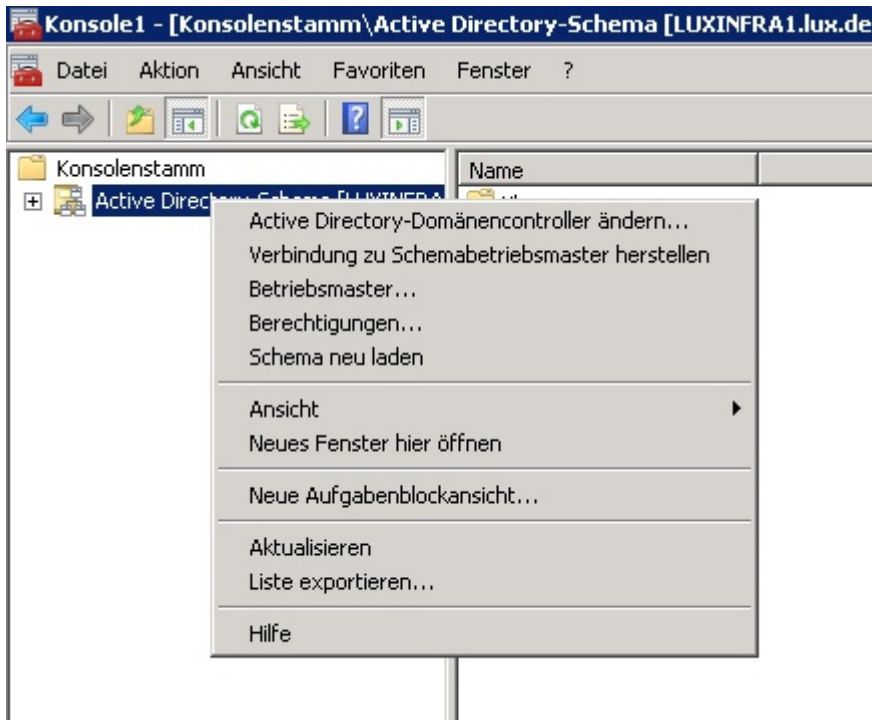 Konsole1 - [Konsolenstamm\Active Directory-Schema [LUXINFRA1.lux.de
Datei Aktion Ansicht Favoriten Fenster ?
Konsolenstamm
Name
Active
Active Directory-Domänencontroller ändern...
Verbindung zu Schemabetriebsmaster herstellen
Betriebsmaster...
Berechtigungen...
Schema neu laden
Ansicht
Neues Fenster hier öffnen
Neue Aufgabenblockansicht...
Aktualisieren
Liste exportieren...
Hilfe